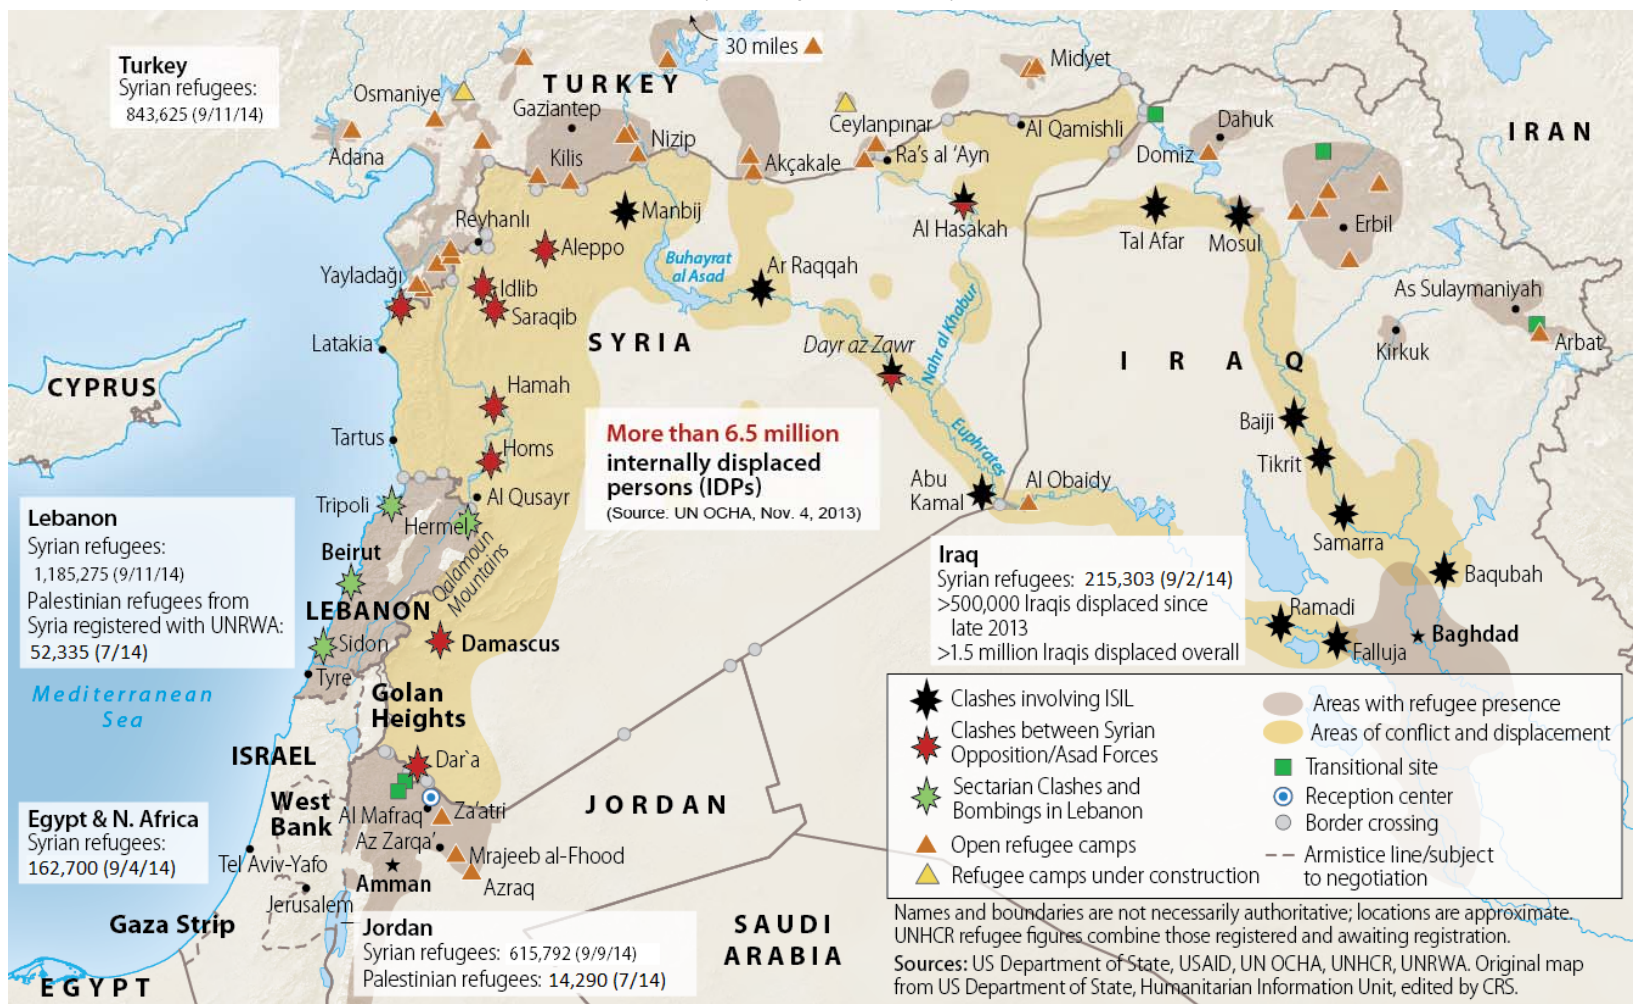 30 miles
Turkey
Syrian refugees:
843,625 (9/11/14)
TURKEY
Osmaniye
Gaziantep
Midyet
Adana
Kilis
Nizip
Akçakale
Ceylanpınar
Ra's al 'Ayn
Al Qamishli
Dahuk
Domiz
IRAN
Reyhanlı
Manbij
Aleppo
Al Hasakah
Tal Afar
Mosul
Erbil
Yayladağı
Idlib
Saraqib
Buhayrat
al Asad
Ar Raqqah
Nahr al Khabur
As Sulaymaniyah
Latakia
SYRIA
Dayr az Zawr
IRAQ
Kirkuk
Arbat
CYPRUS
Hamah
Baiji
Tartus
Homs
More than 6.5 million
internally displaced
persons (IDPs)
(Source: UN OCHA, Nov. 4, 2013)
Euphrates
Tikrit
Tripoli
Al Qusayr
Hermel
Abu
Kamal
Al Obaidy
Samarra
Lebanon
Syrian refugees:
1,185,275 (9/11/14)
Palestinian refugees from
Syria registered with UNRWA:
52,335 (7/14)
Beirut
Qalamoun
Mountains
Iraq
Syrian refugees: 215,303 (9/2/14)
>500,000 Iraqis displaced since
late 2013
>1.5 million Iraqis displaced overall
Baqubah
LEBANON
Ramadi
Sidon
Damascus
Falluja
Baghdad
Tyre
Mediterranean
Sea
Golan
Heights
ISRAEL
Dar`a
West
Bank
Al Mafraq
Za'atri
JORDAN
Egypt & N. Africa
Syrian refugees:
162,700 (9/4/14)
Az Zarqa'
Tel Aviv-Yafo
Mrajeeb al-Fhood
Amman
Azraq
Jerusalem
Gaza Strip
Jordan
Syrian refugees: 615,792 (9/9/14)
Palestinian refugees: 14,290 (7/14)
SAUDI
ARABIA
EGYPT
Clashes involving ISIL
Clashes between Syrian
Opposition/Asad Forces
Sectarian Clashes and
Bombings in Lebanon
Open refugee camps
Refugee camps under construction
Areas with refugee presence
Areas of conflict and displacement
Transitional site
Reception center
Border crossing
Armistice line/subject
to negotiation
Names and boundaries are not necessarily authoritative; locations are approximate.
UNHCR refugee figures combine those registered and awaiting registration.
Sources: US Department of State, USAID, UN OCHA, UNHCR, UNRWA. Original map
from US Department of State, Humanitarian Information Unit, edited by CRS.